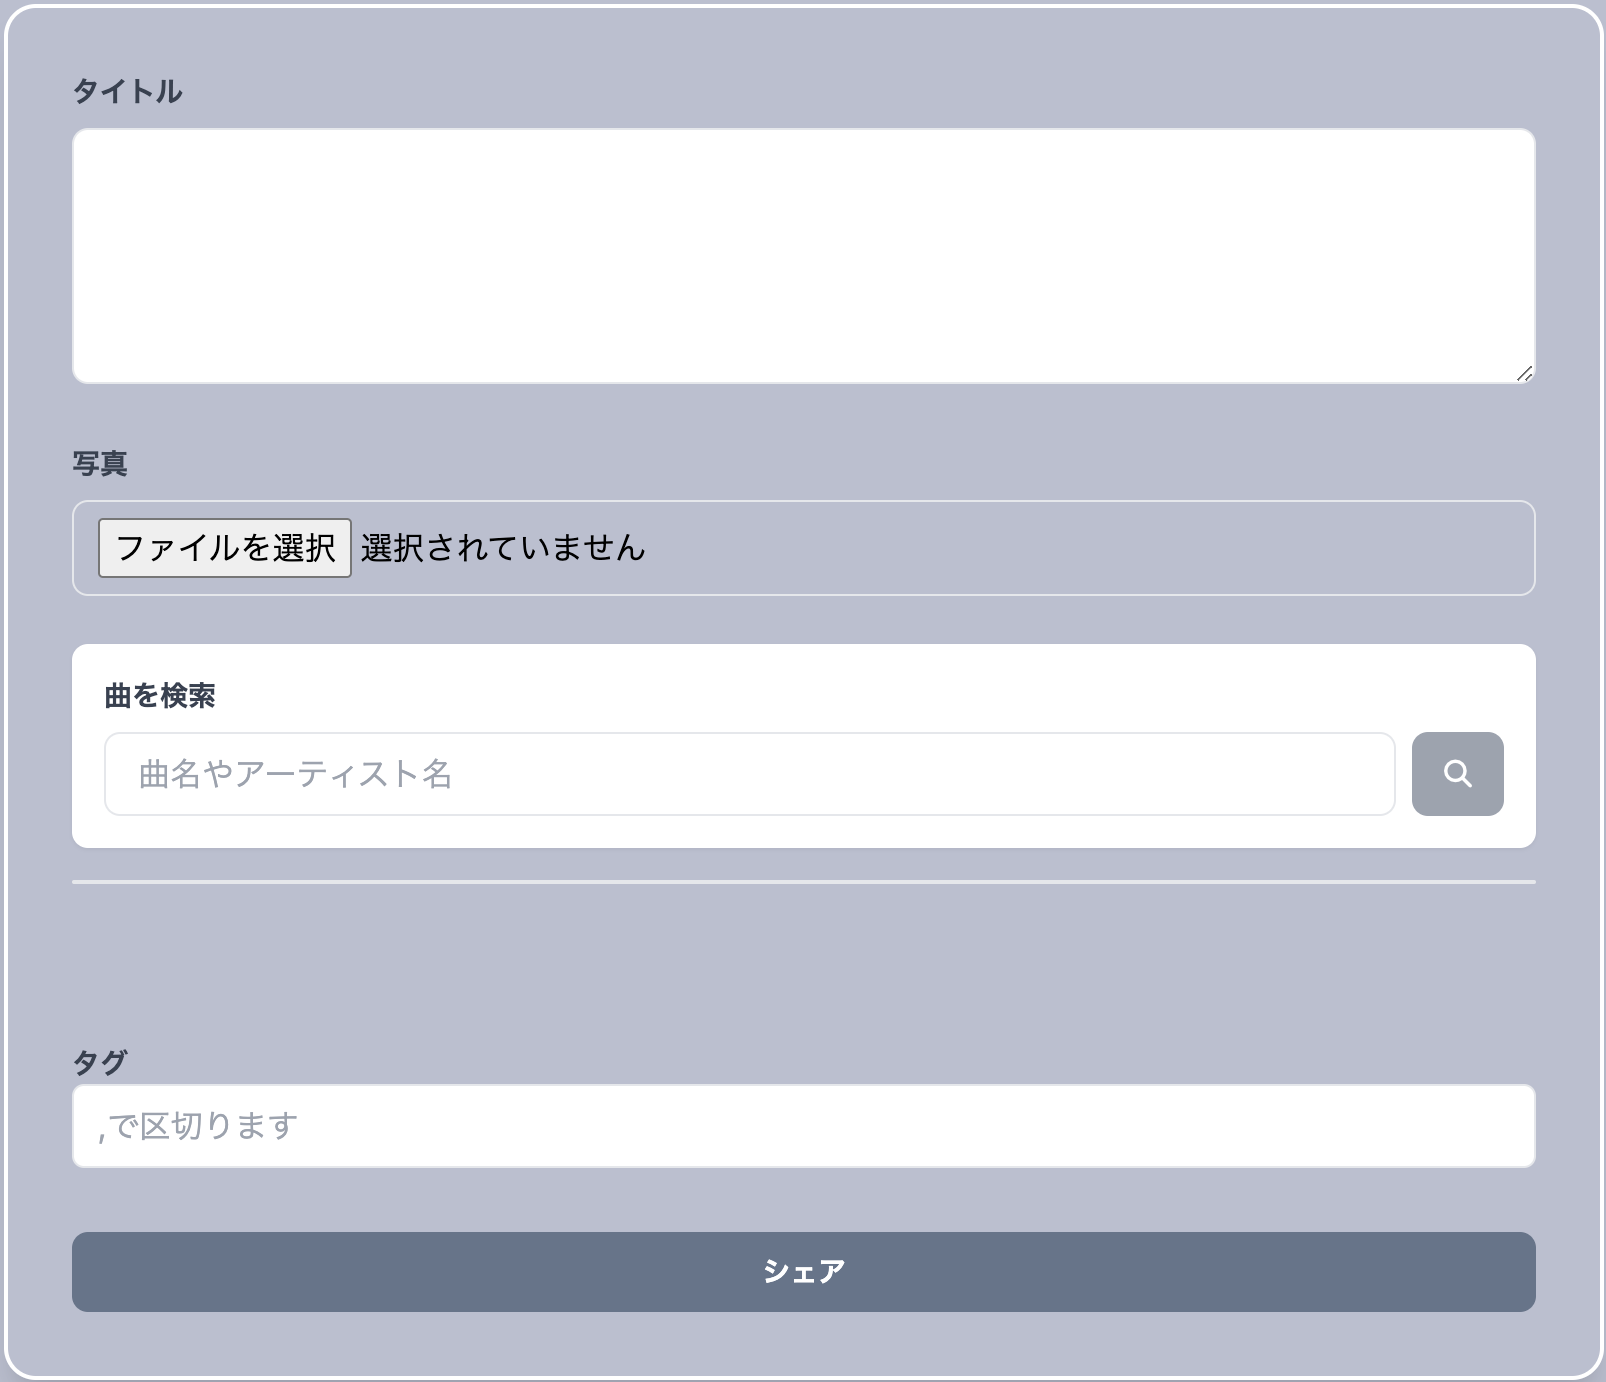 タイトル
写真
ファイルを選択 選択されていません
曲を検索
曲名やアーティスト名
タグ
,で区切ります
シェア